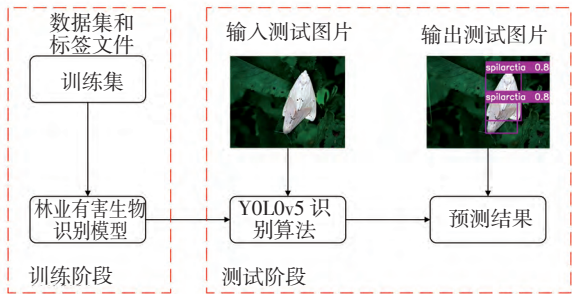 数据集和
标签文件
训练集
林业有害生物
识别模型
训练阶段
输入测试图片
YOLOv5 识
别算法
输出测试图片
spilarctia 0.8
spilarctia 0.8
预测结果
测试阶段